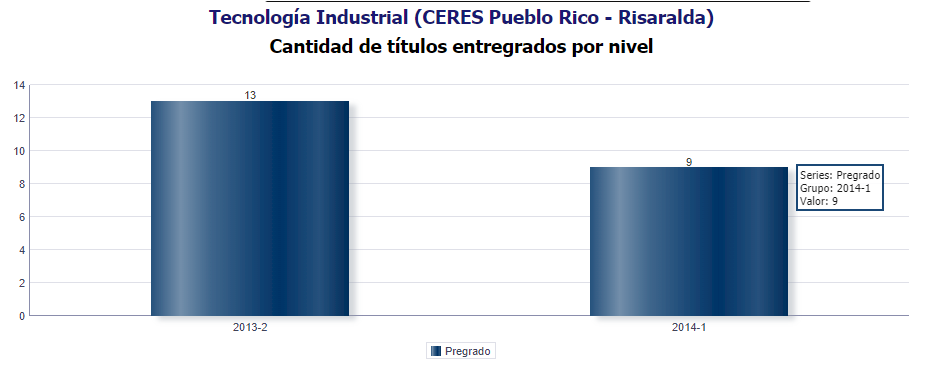 Tecnología Industrial (CERES Pueblo Rico - Risaralda)
Cantidad de títulos entregrados por nivel
14
12
10
8
6
4
2
0
13
9
Series: Pregrado
Grupo: 2014-1
Valor: 9
2013-2
2014-1
Pregrado